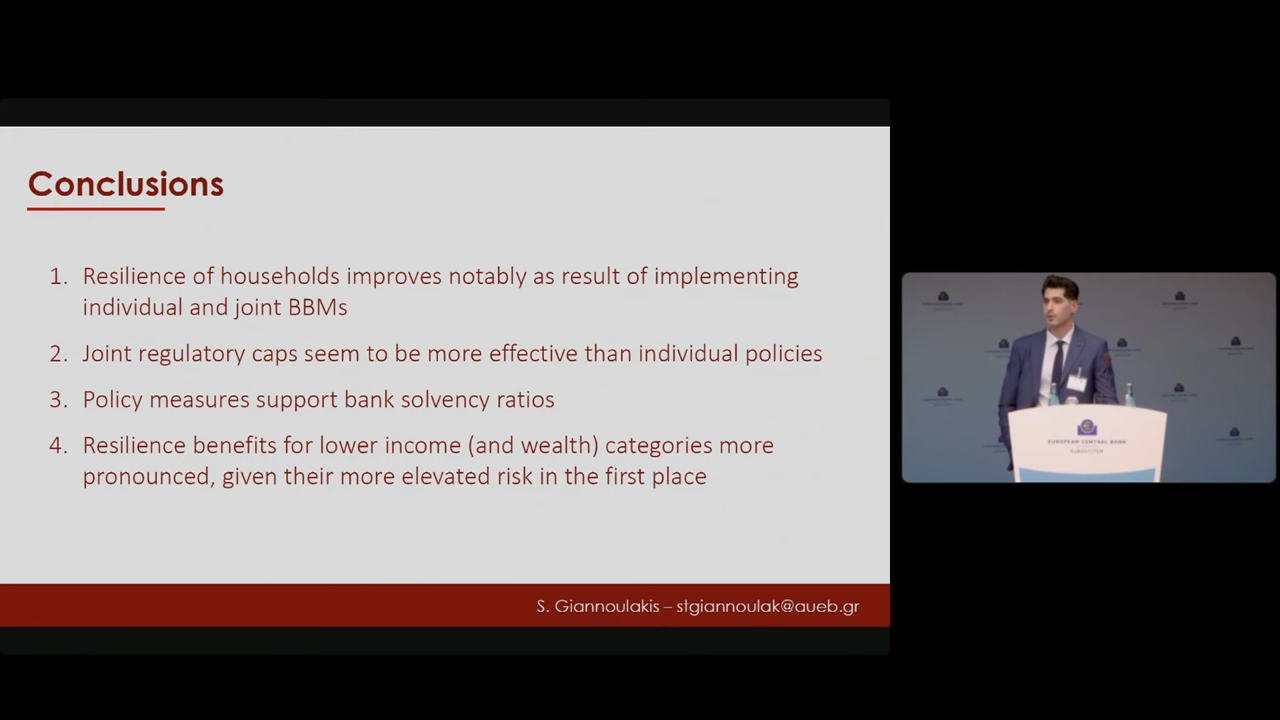 Conclusions
1. Resilience of households improves notably as result of implementing
individual and joint BBMs
2. Joint regulatory caps seem to be more effective than individual policies
3. Policy measures support bank solvency ratios
4. Resilience benefits for lower income (and wealth) categories more
pronounced, given their more elevated risk in the first place
S. Giannoulakis – stgiannoulak@aueb.gr
EUROPEAN CENTRAL BANK
EUROSYSTEM